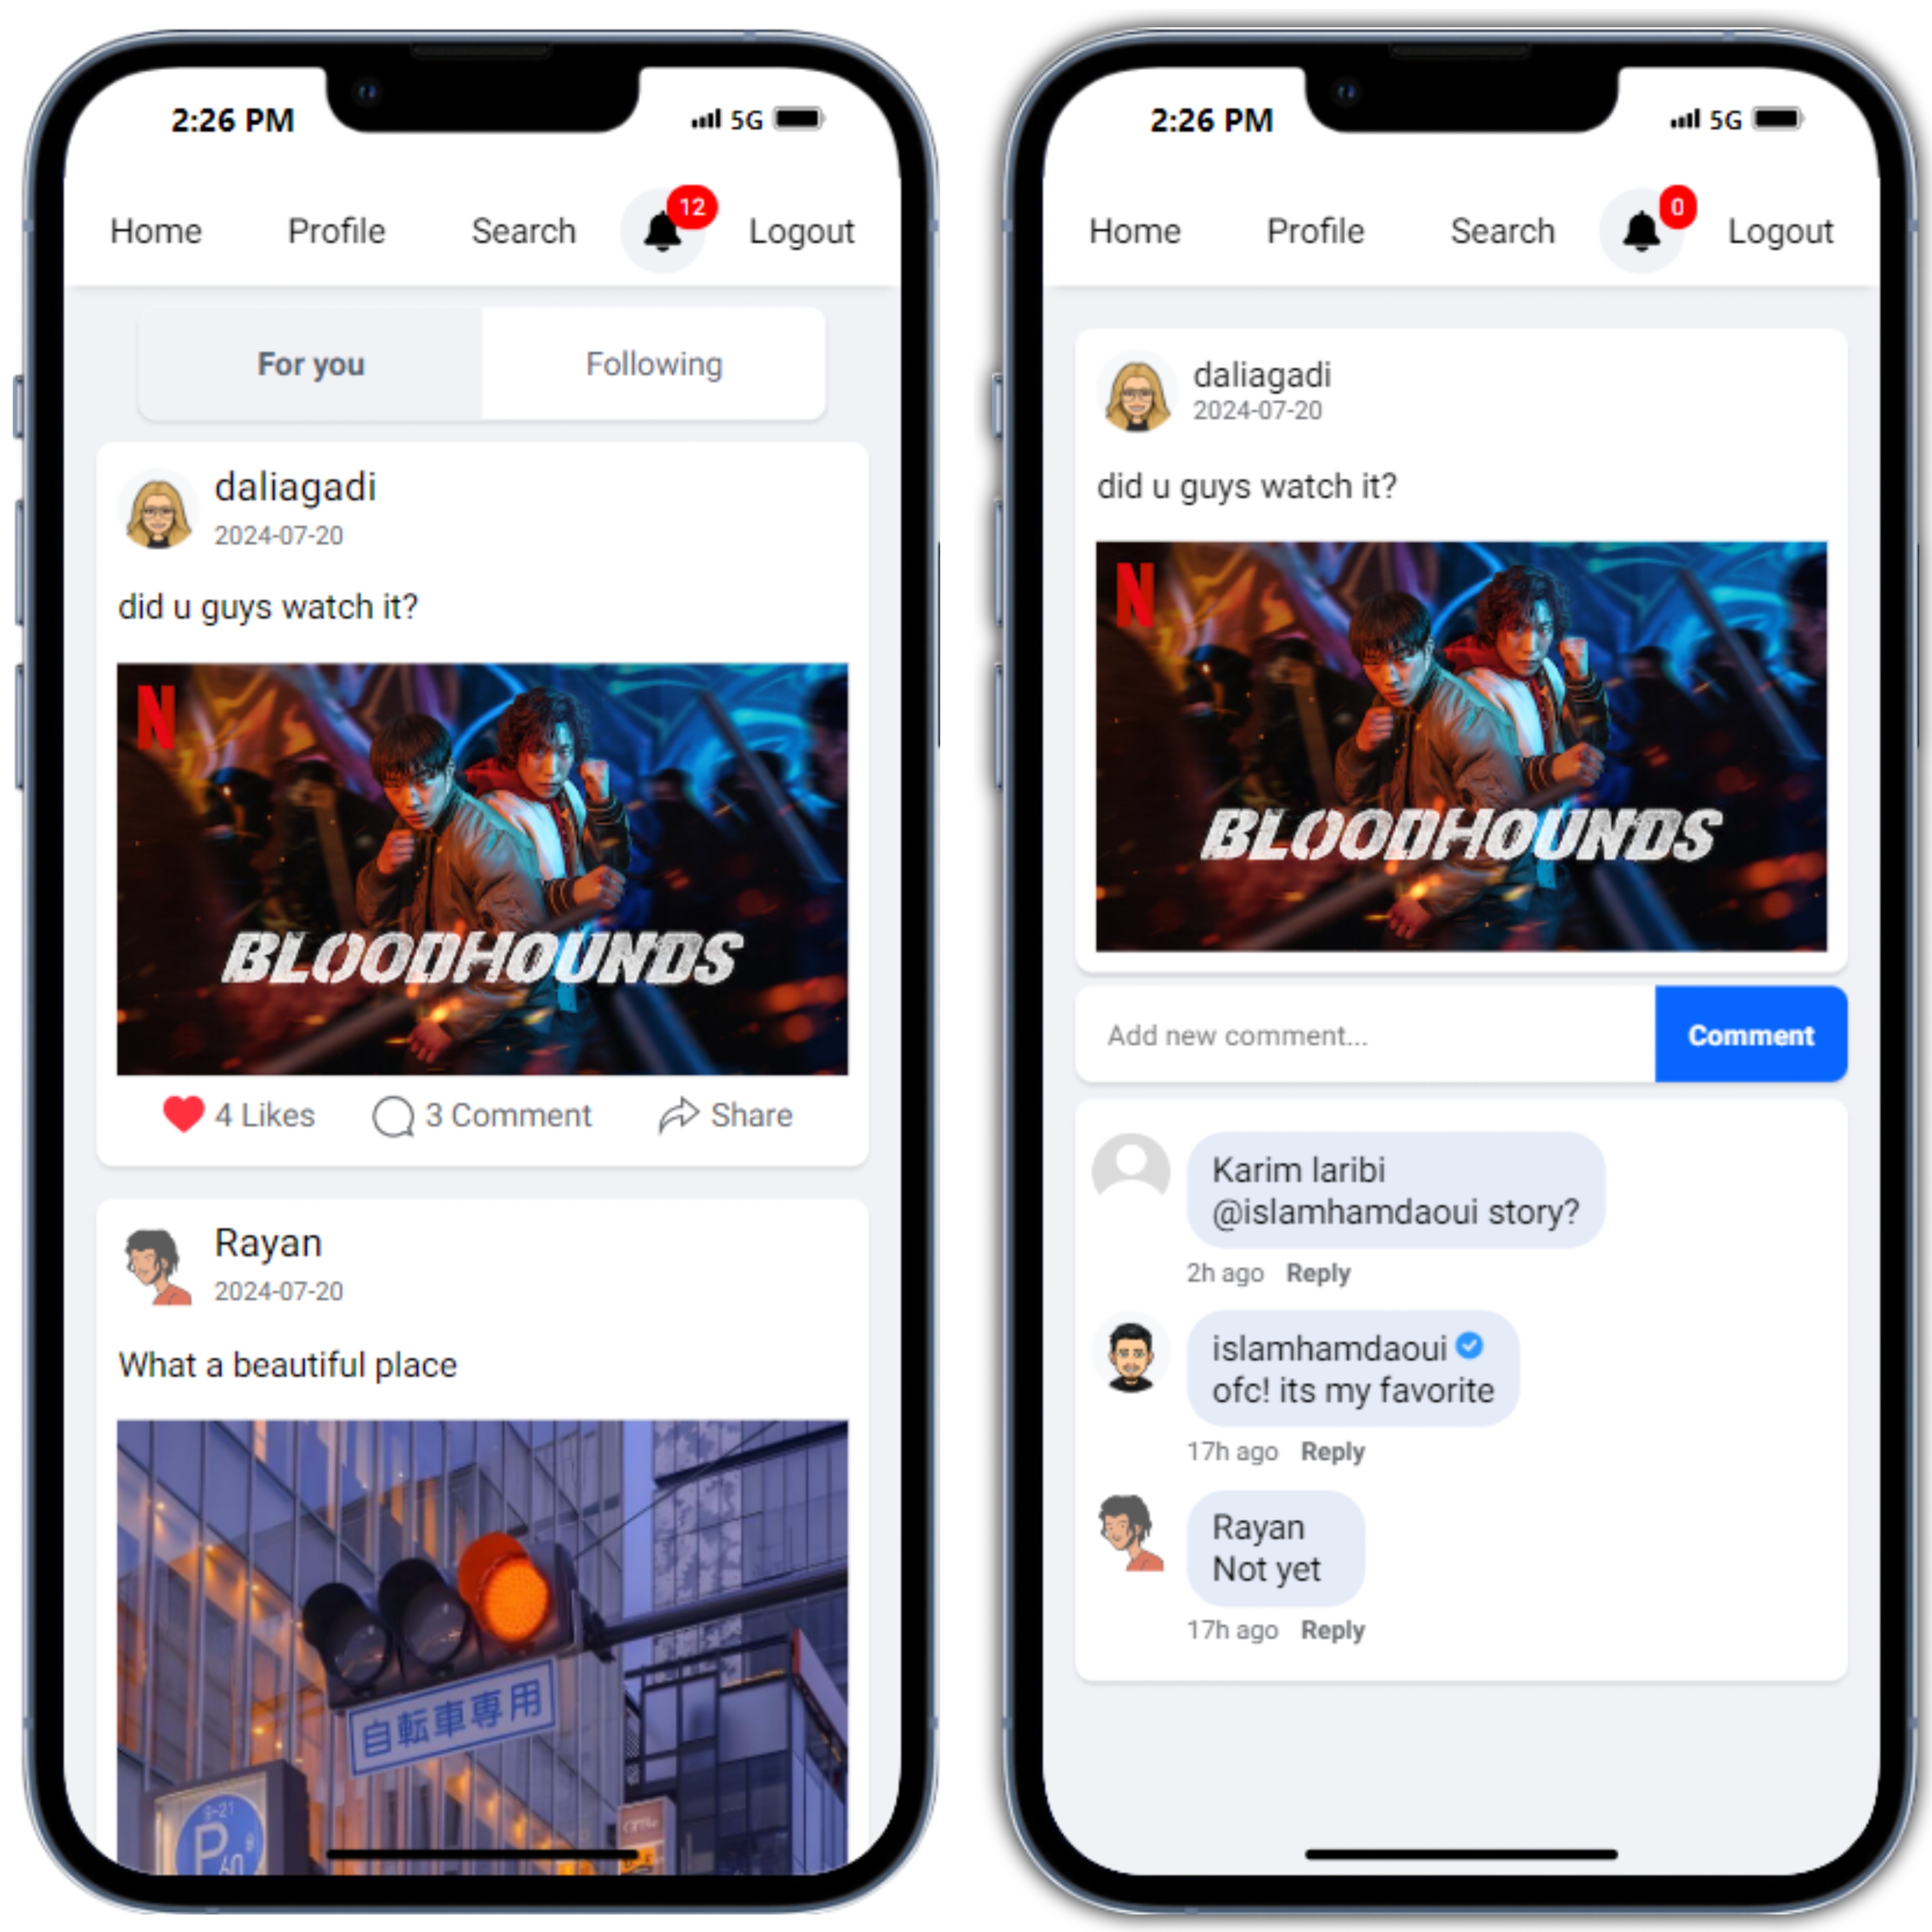 2:26 PM
5G
Home Profile Search 12 Logout
For you Following
daliagadi
2024-07-20
did u guys watch it?
N
BLOODHOUNDS
4 Likes 3 Comment Share
Rayan
2024-07-20
What a beautiful place
自転車専用
9-21
P
60
2:26 PM
5G
Home Profile Search 0 Logout
daliagadi
2024-07-20
did u guys watch it?
N
BLOODHOUNDS
Add new comment... Comment
Karim laribi
@islamhamdaoui story?
2h ago Reply
islamhamdaoui
ofc! its my favorite
17h ago Reply
Rayan
Not yet
17h ago Reply